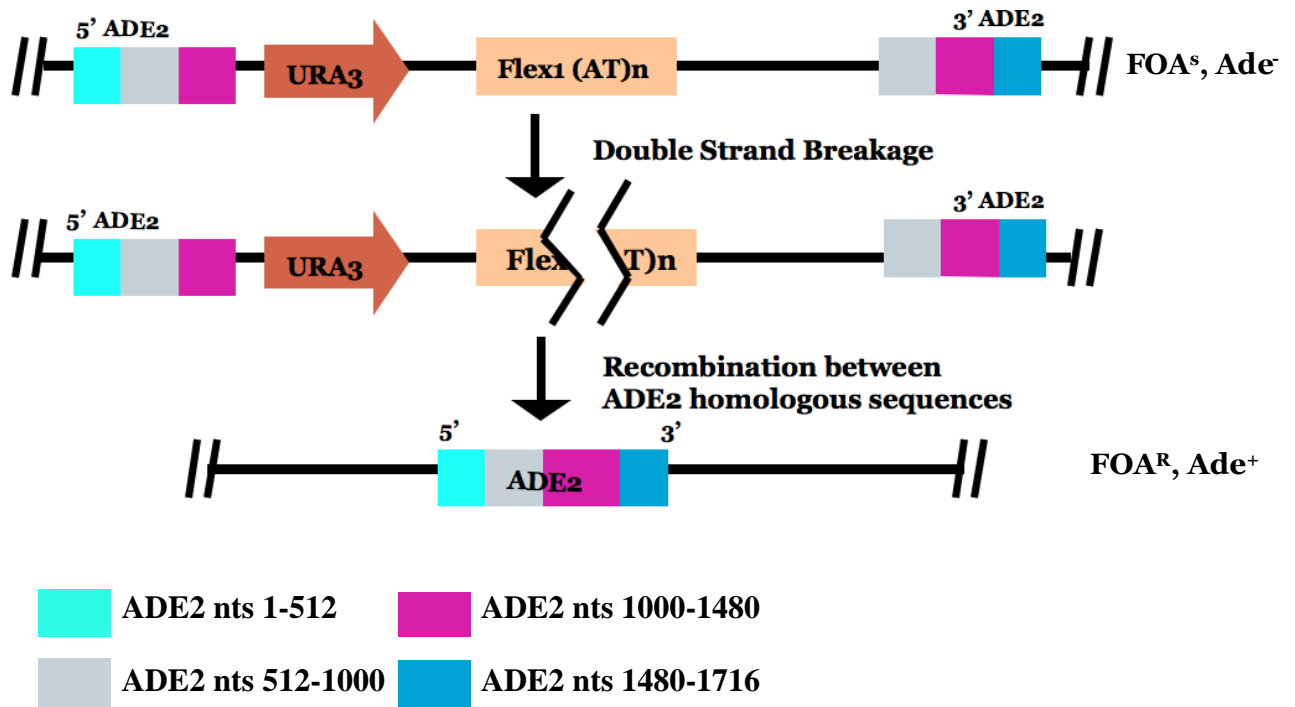 5’ ADE2
3’ ADE2
URA3
Flex1 (AT)n
FOAˢ, Ade⁻
Double Strand Breakage
5’ ADE2
3’ ADE2
URA3
Flex
T)n
Recombination between
ADE2 homologous sequences
5’
3’
ADE2
FOAᴿ, Ade⁺
ADE2 nts 1-512
ADE2 nts 1000-1480
ADE2 nts 512-1000
ADE2 nts 1480-1716